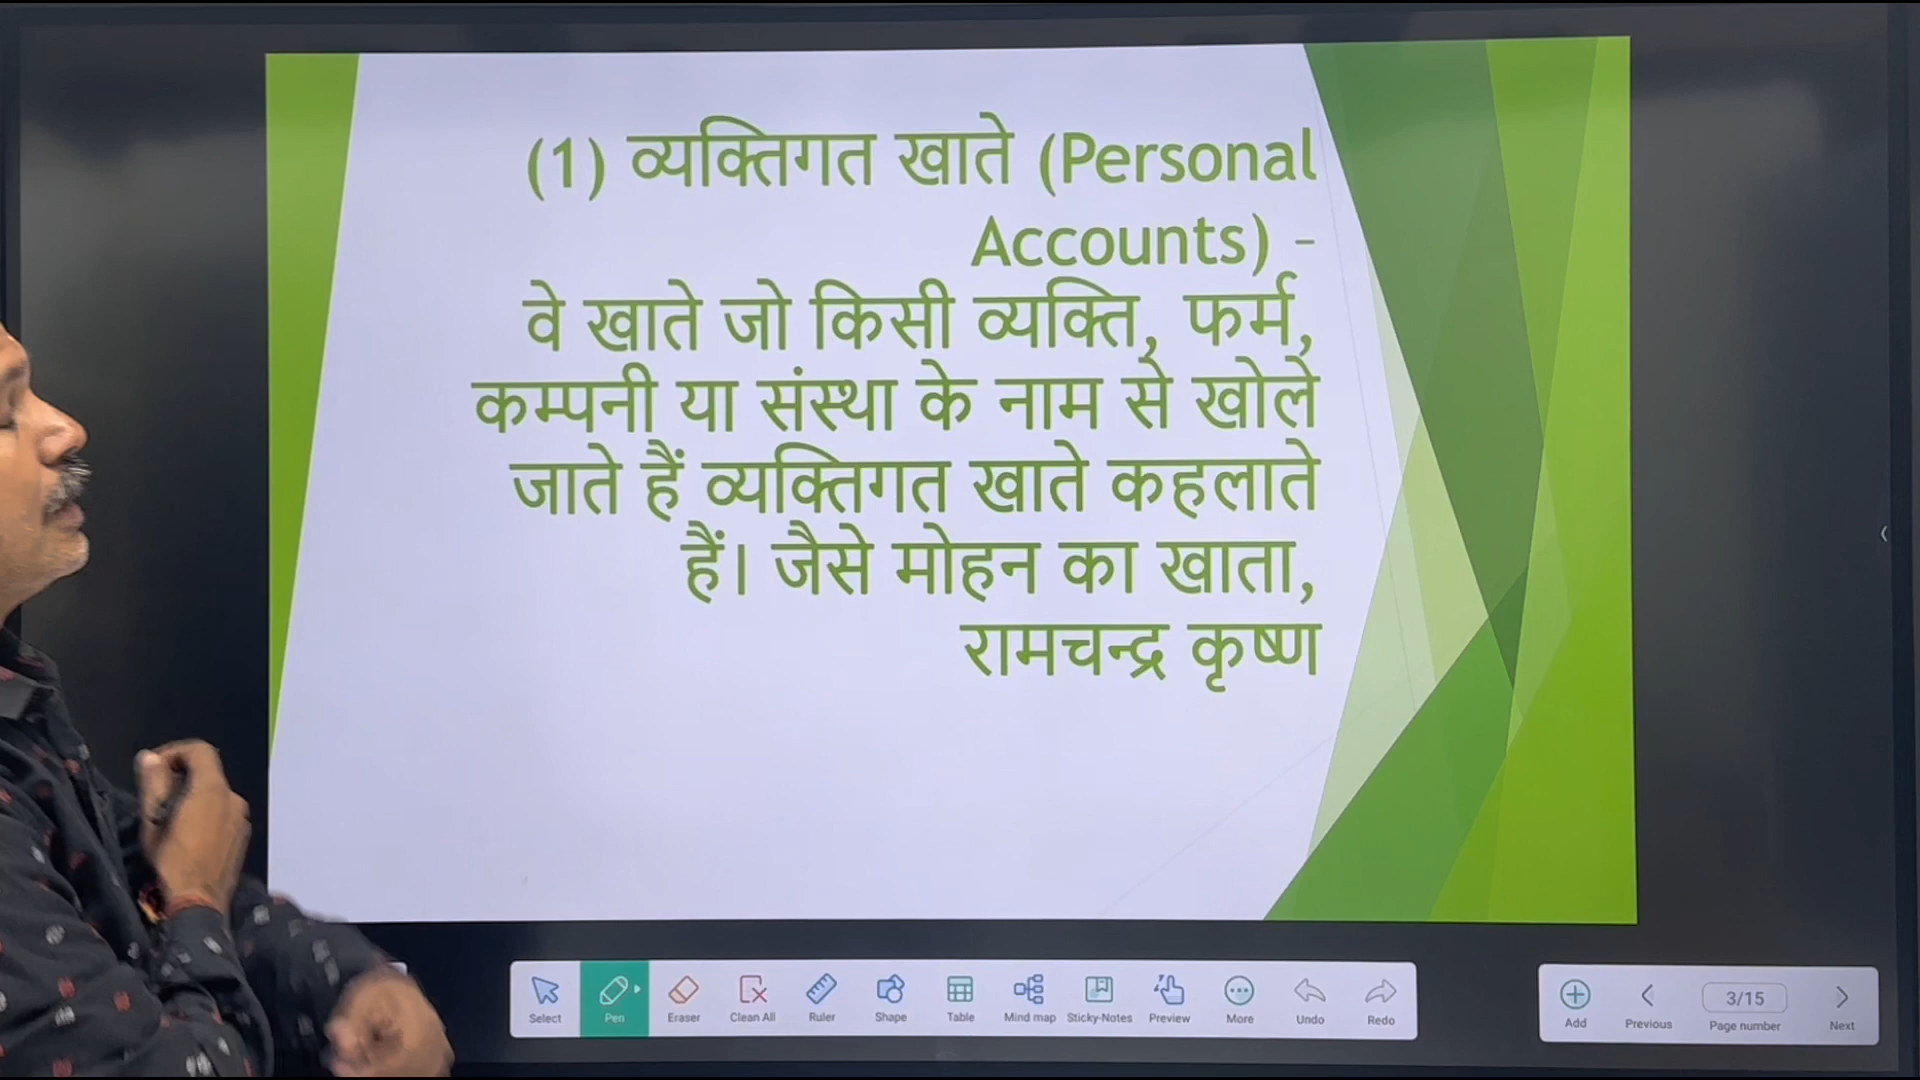 (1) व्यक्तिगत खाते (Personal
Accounts) -
वे खाते जो किसी व्यक्ति, फर्म,
कम्पनी या संस्था के नाम से खोले
जाते हैं व्यक्तिगत खाते कहलाते
हैं। जैसे मोहन का खाता,
रामचन्द्र कृष्ण
Select Pen Eraser Clean All Ruler Shape Table Mind map Sticky-Notes Preview More Undo Redo
Add Previous 3/15 Page number Next